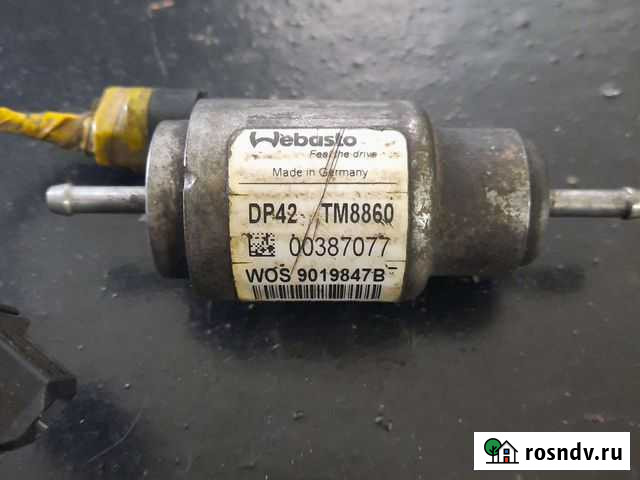 Webasto
Feel the drive
Made in Germany
DP42 TM8860
00387077
WOS 9019847B
rosndv.ru